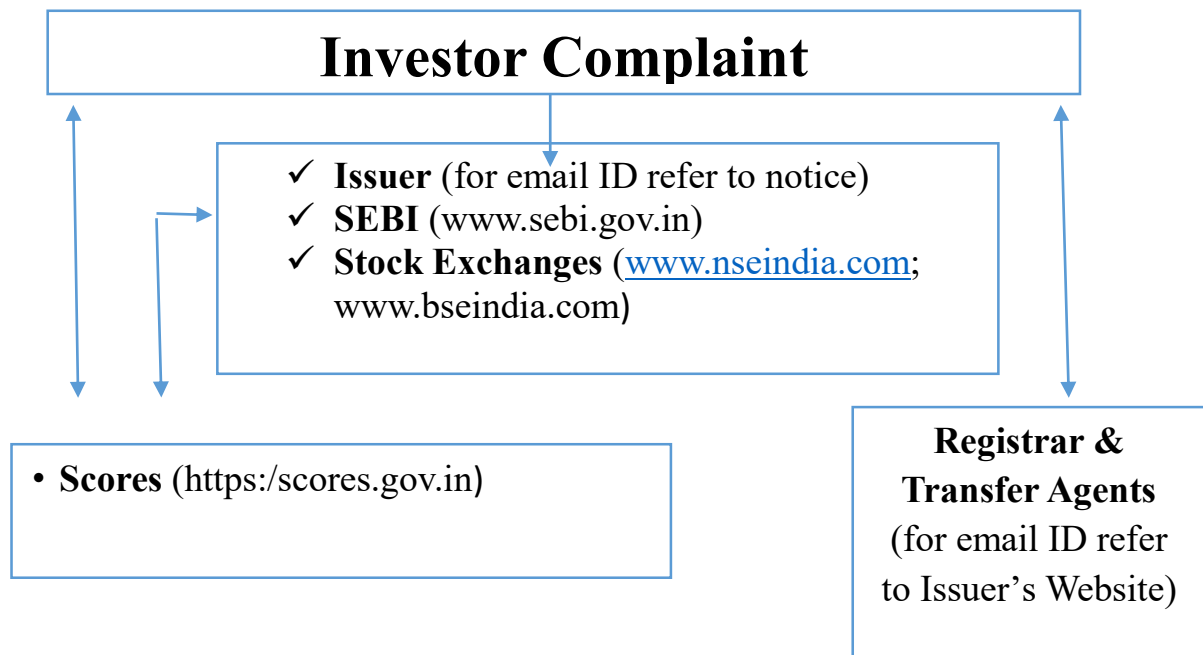 Investor Complaint
✓ Issuer (for email ID refer to notice)
✓ SEBI (www.sebi.gov.in)
✓ Stock Exchanges (www.nseindia.com;
www.bseindia.com)
• Scores (https:/scores.gov.in)
Registrar &
Transfer Agents
(for email ID refer
to Issuer’s Website)